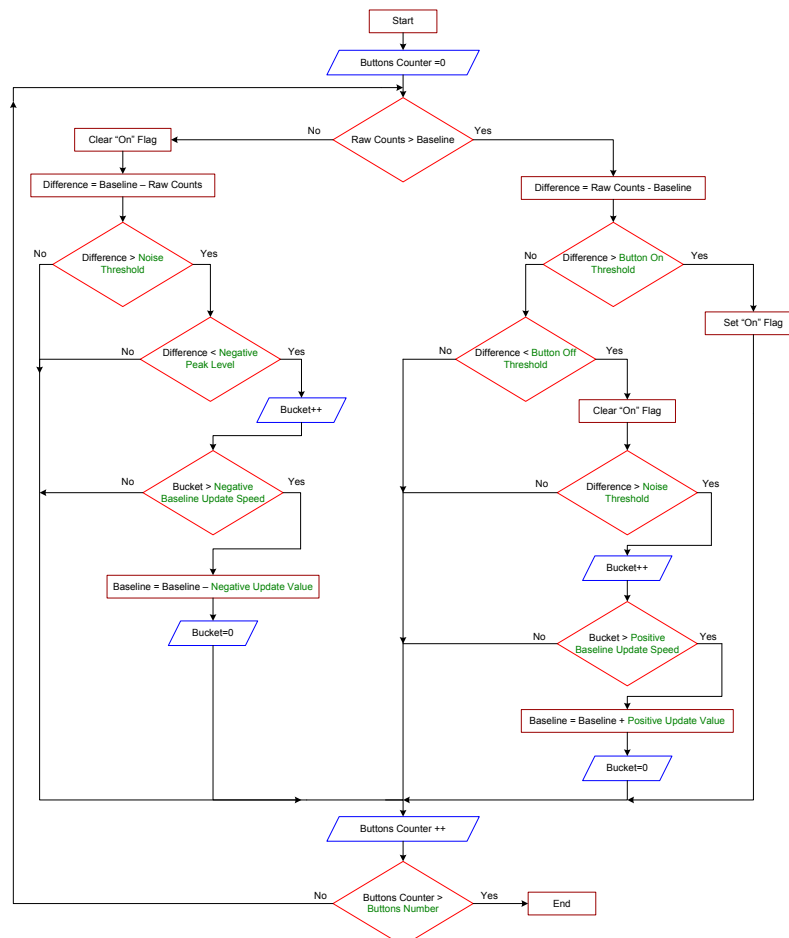 Start
Buttons Counter =0
Raw Counts > Baseline
No
Yes
Clear “On” Flag
Difference = Baseline – Raw Counts
Difference = Raw Counts - Baseline
No
Difference > Noise
Threshold
Yes
No
Difference > Button On
Threshold
Yes
Set “On” Flag
No
Difference < Negative
Peak Level
Yes
No
Difference < Button Off
Threshold
Yes
Bucket++
Clear “On” Flag
No
Bucket > Negative
Baseline Update Speed
Yes
No
Difference > Noise
Threshold
Yes
Bucket++
Baseline = Baseline – Negative Update Value
Bucket=0
No
Bucket > Positive
Baseline Update Speed
Yes
Baseline = Baseline + Positive Update Value
Bucket=0
Buttons Counter ++
No
Buttons Counter >
Buttons Number
Yes
End